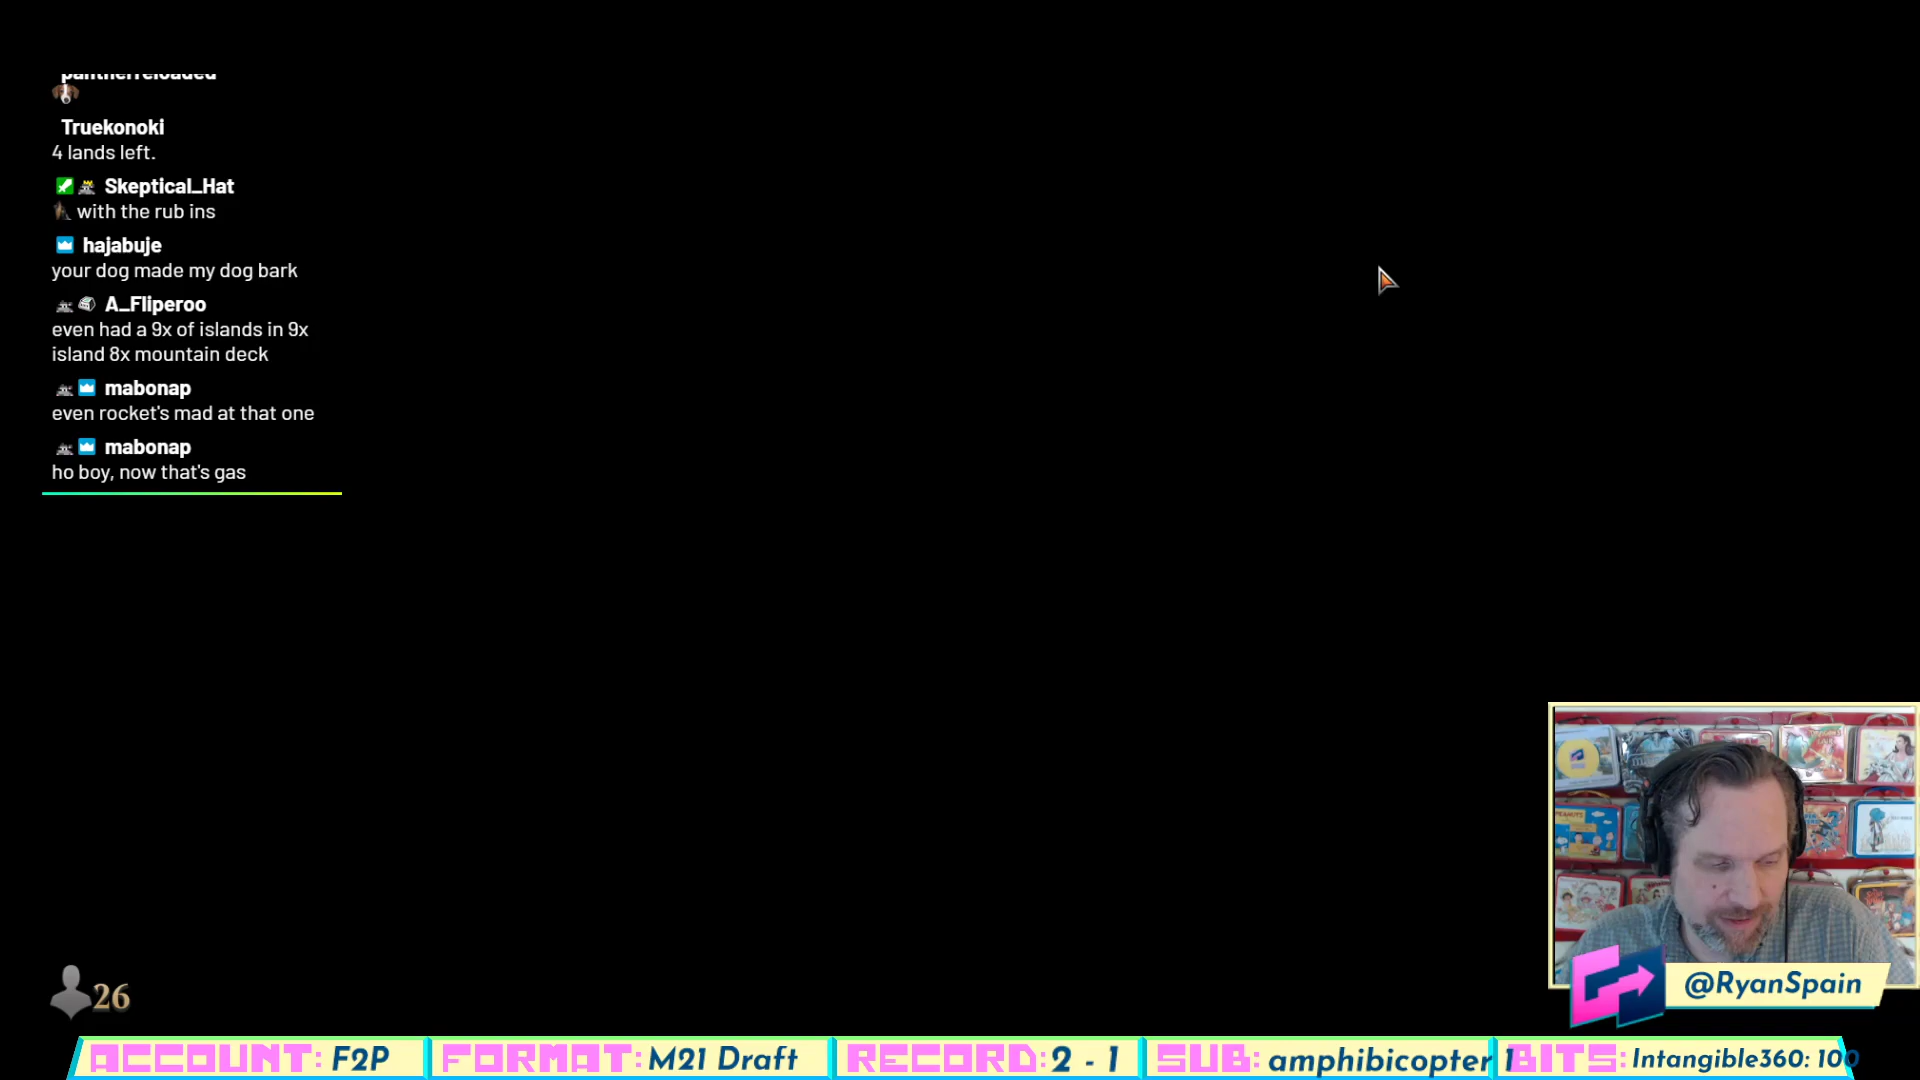 pantherreloaded
Truekonoki
4 lands left.
Skeptical_Hat
with the rub ins
hajabuje
your dog made my dog bark
A_Fliperoo
even had a 9x of islands in 9x
island 8x mountain deck
mabonap
even rocket's mad at that one
mabonap
ho boy, now that's gas
26
@RyanSpain
ACCOUNT: F2P FORMAT: M21 Draft RECORD: 2 - 1 SUB: amphibicopter 1 BITS: Intangible360: 100